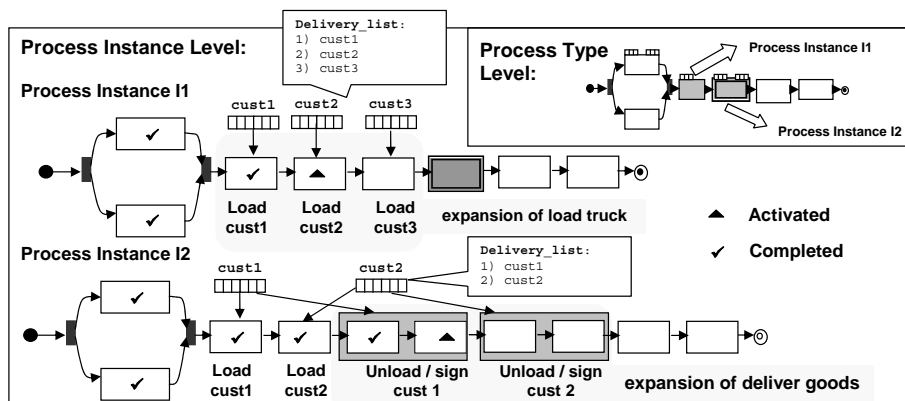 Process Instance Level:
Delivery_list:
1) cust1
2) cust2
3) cust3
Process Type
Level:
Process Instance I1
Process Instance I2
Process Instance I1
cust1
cust2
cust3
Load
cust1
Load
cust2
Load
cust3
expansion of load truck
Activated
Completed
Process Instance I2
cust1
cust2
Delivery_list:
1) cust1
2) cust2
Load
cust1
Load
cust2
Unload / sign
cust 1
Unload / sign
cust 2
expansion of deliver goods